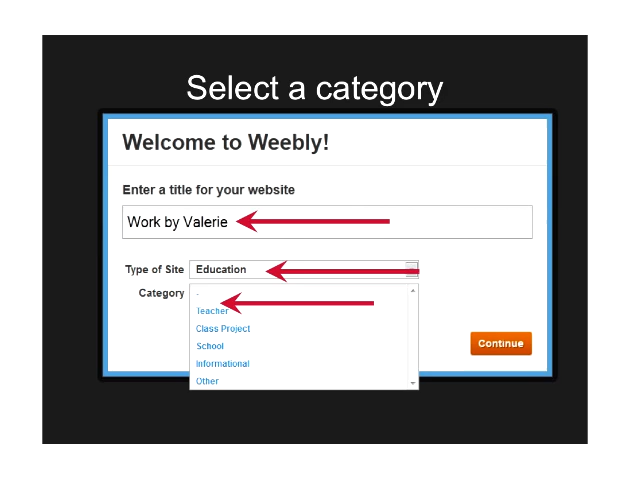 Select a category
Welcome to Weebly!
Enter a title for your website
Work by Valerie
Type of Site Education
Category -
Teacher
Class Project
School
Continue
Informational
Other